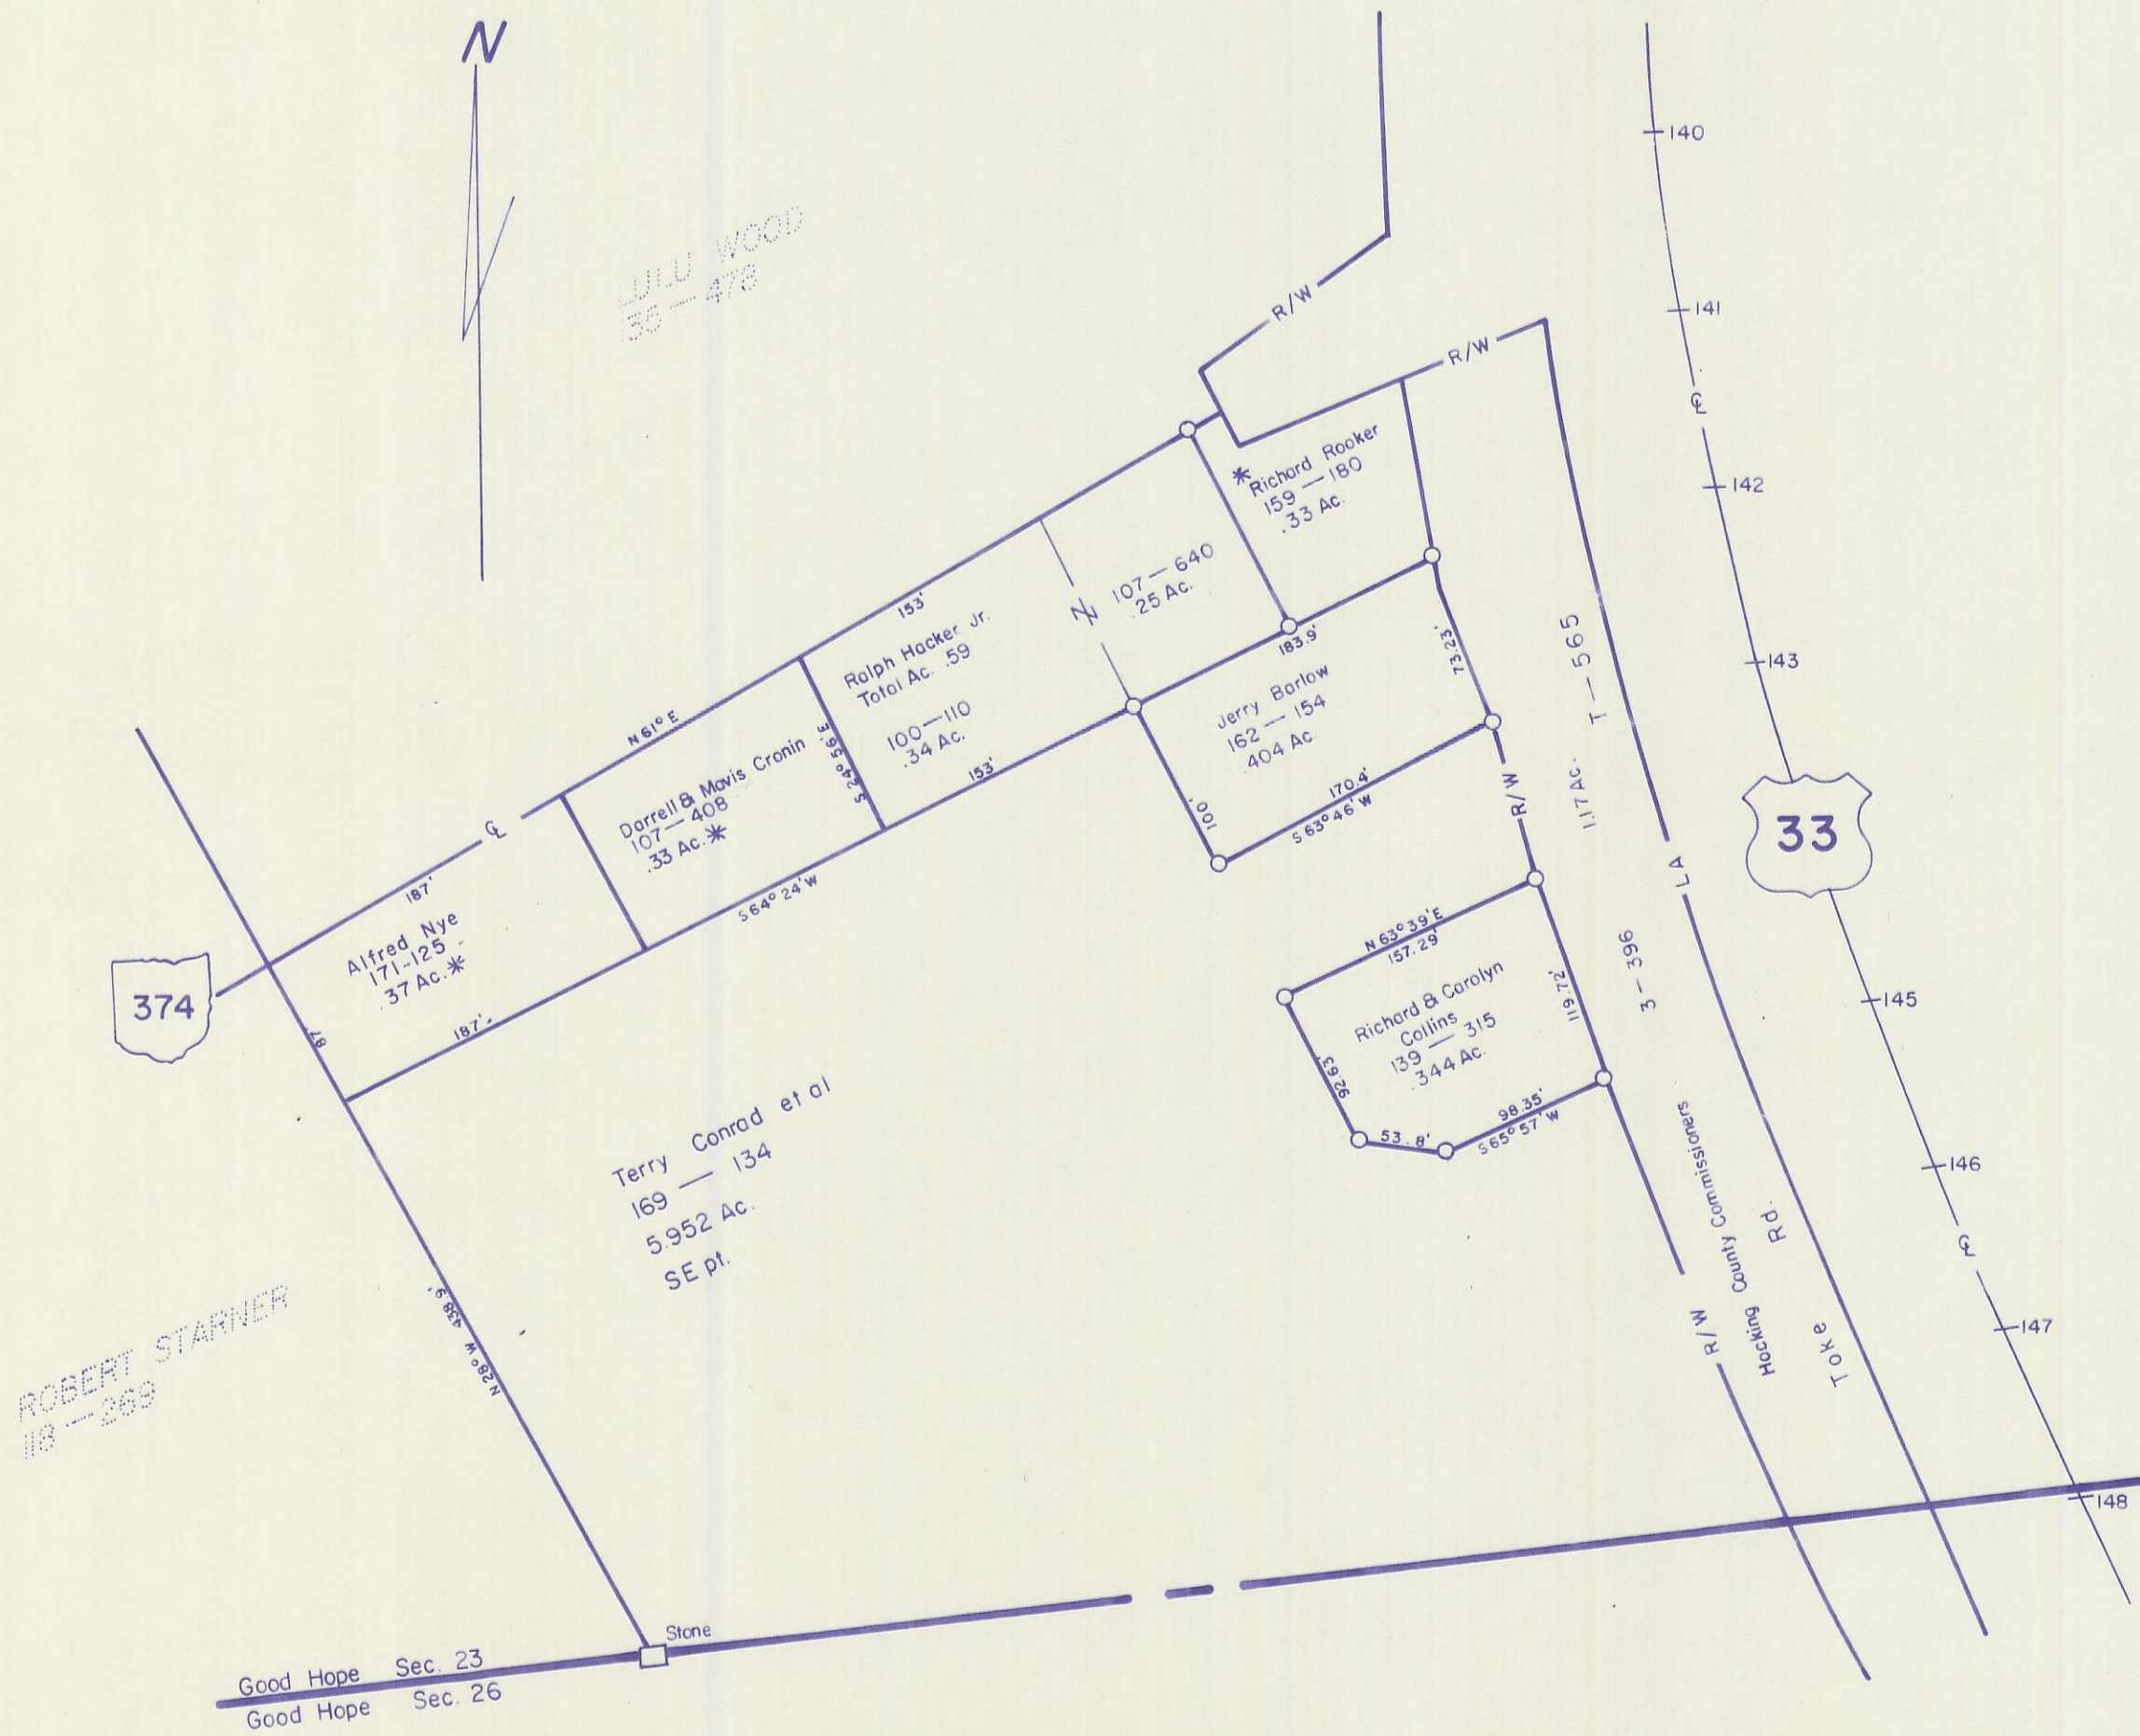 N
LULU WOOD
135 — 478
R/W
R/W
140
141
℄
142
143
* Richard Rooker
159 — 180
.33 Ac.
107 — 640
.25 Ac.
Z
153'
Ralph Hacker Jr.
Total Ac. .59
100 — 110
.34 Ac.
153'
S 24° 56' E
N 61° E
Darrell & Mavis Cronin
107 — 408
.33 Ac. *
S 64° 24' W
℄
187'
Alfred Nye
171-125
.37 Ac. *
187'
87'
374
183.9'
Jerry Barlow
162 — 154
.404 Ac.
73.23'
170.4'
S 63° 46' W
100'
R/W
T — 565
1.17 Ac.
3 — 396
LA
33
N 63° 39' E
157.29'
Richard & Carolyn
Collins
139 — 315
.344 Ac.
119.72'
92.63'
53.8'
98.35'
S 65° 57' W
145
146
℄
147
148
Terry Conrad et al
169 — 134
5.952 Ac.
SE pt.
ROBERT STARNER
118 — 269
N 28° W 438.9'
R/W
Hocking County Commissioners
Toke Rd.
Stone
Good Hope Sec. 23
Good Hope Sec. 26